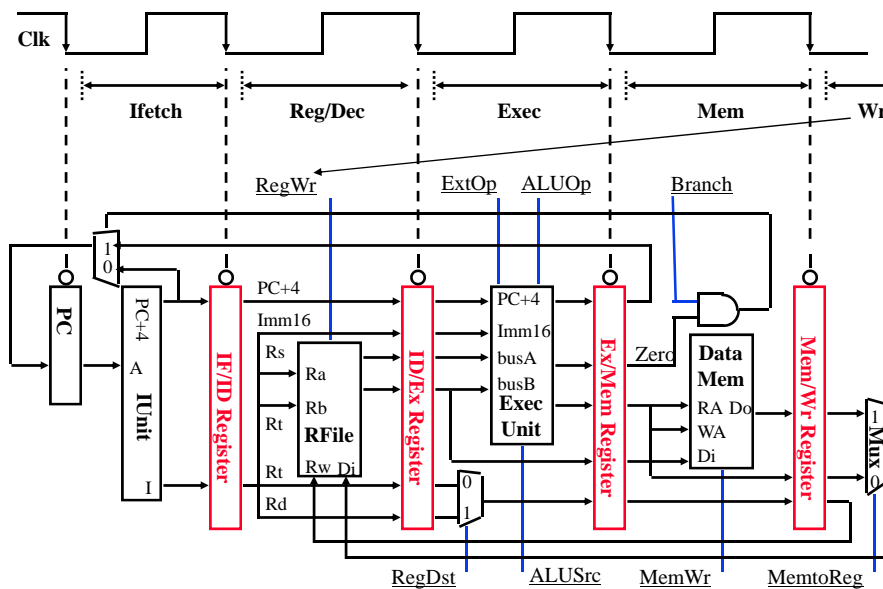 Clk
Ifetch
Reg/Dec
Exec
Mem
Wr
RegWr
ExtOp
ALUOp
Branch
1
0
PC
PC+4
A
IUnit
I
IF/ID Register
PC+4
Imm16
Rs
Ra
Rb
Rt
RFile
Rt
Rw Di
Rd
ID/Ex Register
0
1
PC+4
Imm16
busA
busB
Exec
Unit
Ex/Mem Register
Zero
Data
Mem
RA Do
WA
Di
Mem/Wr Register
1
Mux
0
RegDst
ALUSrc
MemWr
MemtoReg